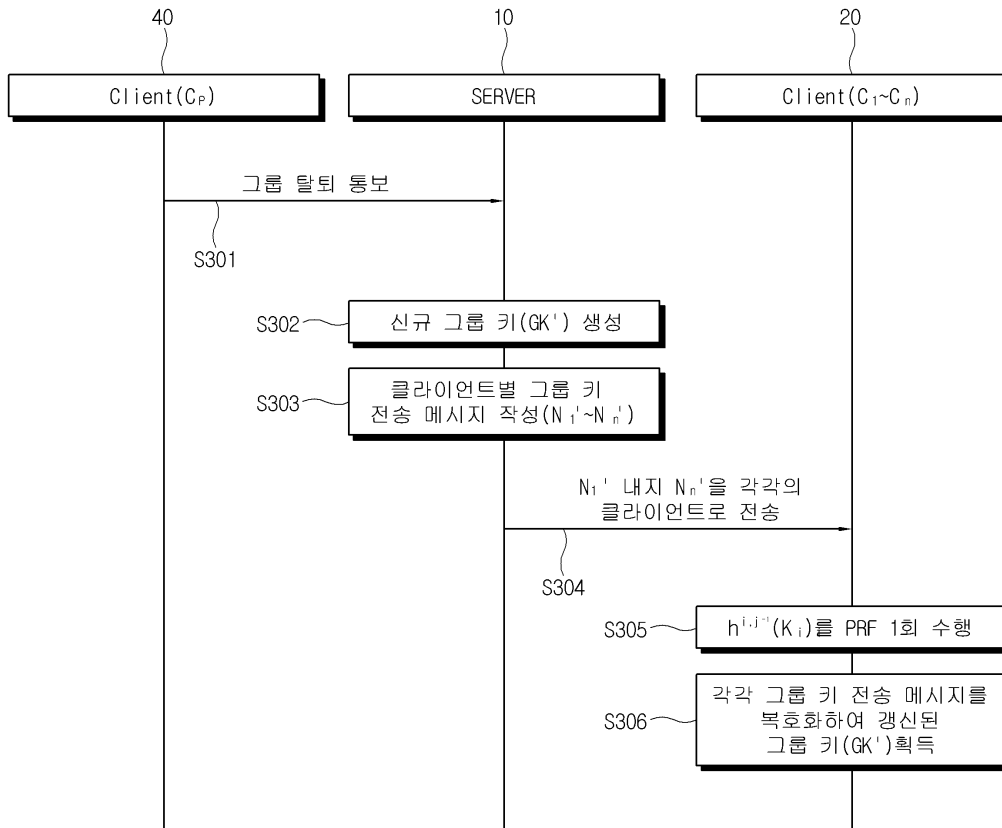 40
10
20
Client(Cₚ)
SERVER
Client(C₁~Cₙ)
그룹 탈퇴 통보
S301
S302
신규 그룹 키(GK') 생성
S303
클라이언트별 그룹 키
전송 메시지 작성(N₁'~Nₙ')
N₁' 내지 Nₙ'을 각각의
클라이언트로 전송
S304
S305
hⁱ·ʲ⁻¹(Kᵢ)를 PRF 1회 수행
S306
각각 그룹 키 전송 메시지를
복호화하여 갱신된
그룹 키(GK')획득